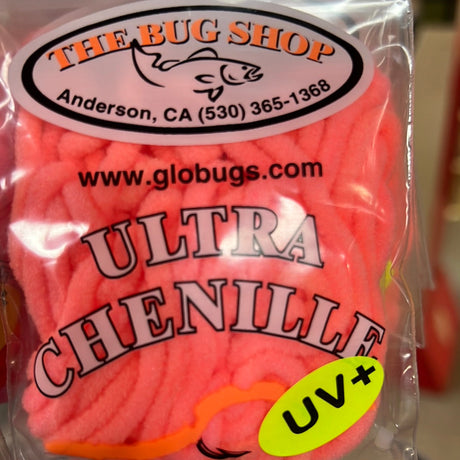 THE BUG SHOP
Anderson, CA (530) 365-1368
www.globugs.com
ULTRA
CHENILLE
UV+